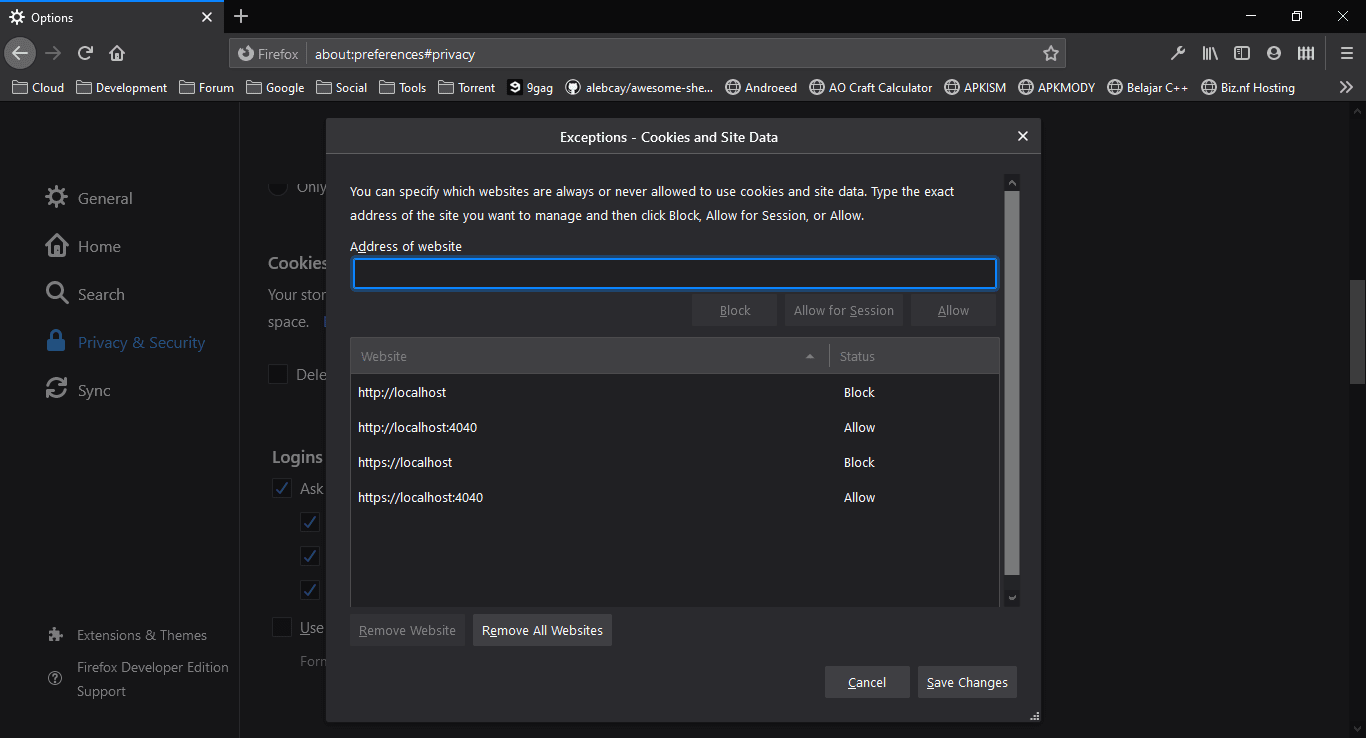 Options
Firefox
about:preferences#privacy
Cloud
Development
Forum
Google
Social
Tools
Torrent
9gag
alebcay/awesome-she...
Androeed
AO Craft Calculator
APKISM
APKMODY
Belajar C++
Biz.nf Hosting
General
Home
Search
Privacy & Security
Sync
Extensions & Themes
Firefox Developer Edition
Support
Only
Cookies
Your stor
space.
Dele
Logins
Ask
Use
Form
Exceptions - Cookies and Site Data
You can specify which websites are always or never allowed to use cookies and site data. Type the exact
address of the site you want to manage and then click Block, Allow for Session, or Allow.
Address of website
Block
Allow for Session
Allow
Website
Status
http://localhost
Block
http://localhost:4040
Allow
https://localhost
Block
https://localhost:4040
Allow
Remove Website
Remove All Websites
Cancel
Save Changes